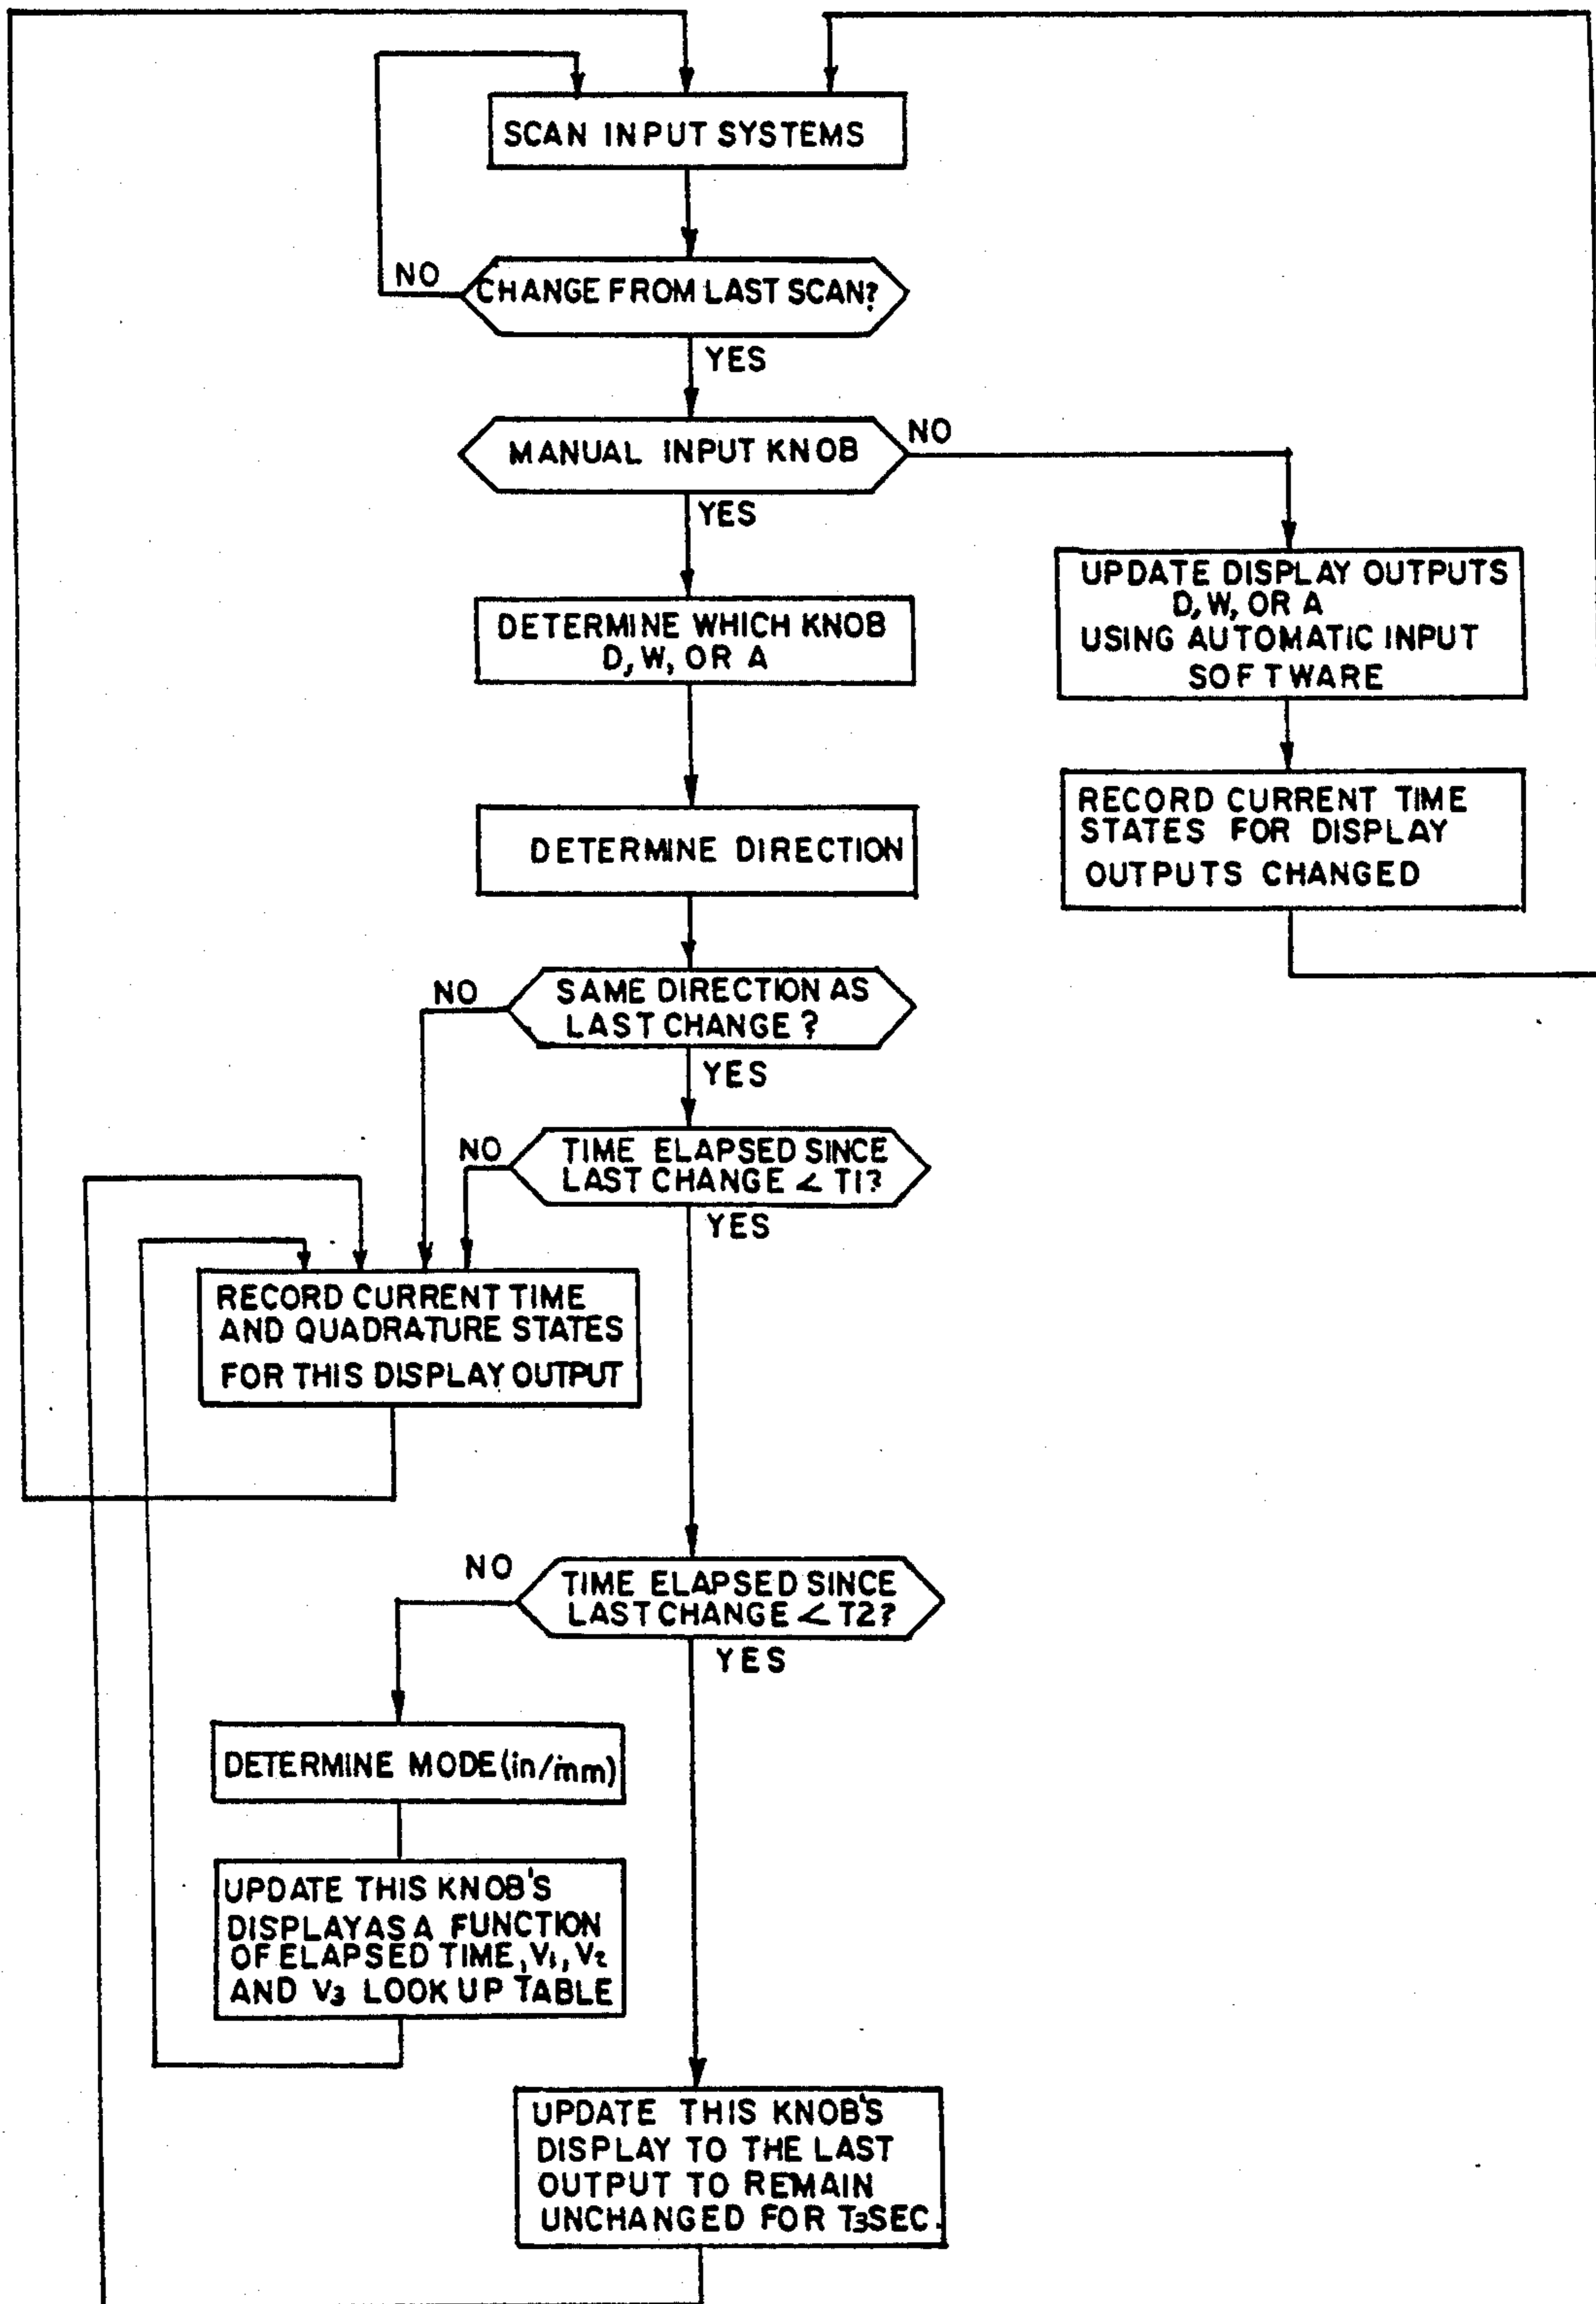 SCAN INPUT SYSTEMS
NO
CHANGE FROM LAST SCAN?
YES
MANUAL INPUT KNOB
NO
YES
UPDATE DISPLAY OUTPUTS
D, W, OR A
USING AUTOMATIC INPUT
SOFTWARE
DETERMINE WHICH KNOB
D, W, OR A
RECORD CURRENT TIME
STATES FOR DISPLAY
OUTPUTS CHANGED
DETERMINE DIRECTION
NO
SAME DIRECTION AS
LAST CHANGE?
YES
NO
TIME ELAPSED SINCE
LAST CHANGE < T1?
YES
RECORD CURRENT TIME
AND QUADRATURE STATES
FOR THIS DISPLAY OUTPUT
NO
TIME ELAPSED SINCE
LAST CHANGE < T2?
YES
DETERMINE MODE (in/mm)
UPDATE THIS KNOB'S
DISPLAY AS A FUNCTION
OF ELAPSED TIME, V1, V2
AND V3 LOOK UP TABLE
UPDATE THIS KNOB'S
DISPLAY TO THE LAST
OUTPUT TO REMAIN
UNCHANGED FOR T3 SEC.